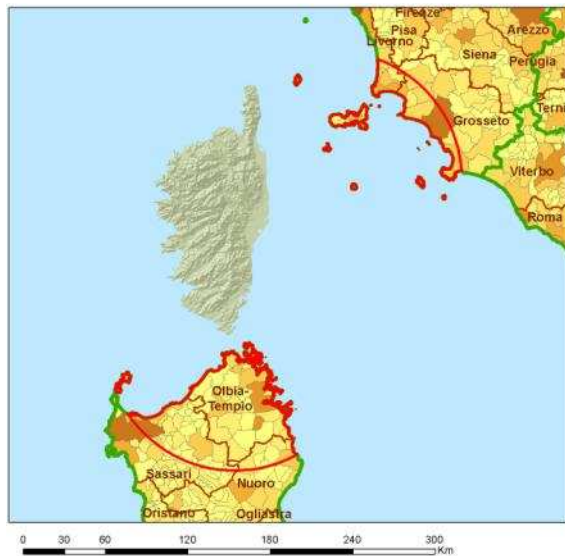 Firenze
Pisa
Arezzo
Livorno
Siena
Perugia
Terni
Grosseto
Viterbo
Roma
Olbia-
Tempio
Sassari
Nuoro
Oristano
Ogliastra
0 30 60 120 180 240 300
Km